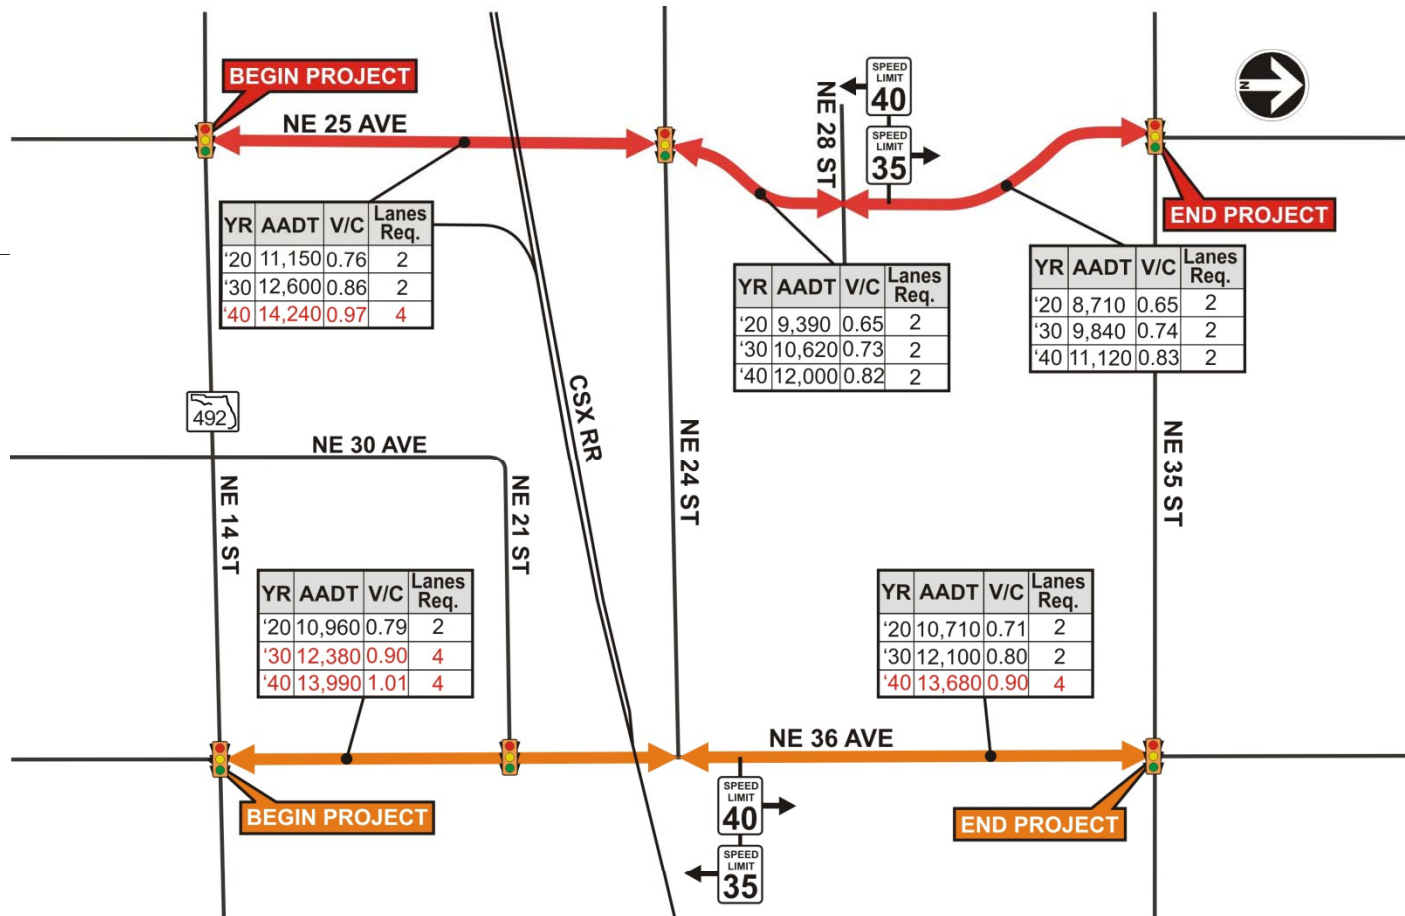 BEGIN PROJECT
NE 25 AVE
SPEED
LIMIT
40
SPEED
LIMIT
35
NE 28 ST
N
END PROJECT
YR AADT V/C Lanes Req.
'20 11,150 0.76 2
'30 12,600 0.86 2
'40 14,240 0.97 4
YR AADT V/C Lanes Req.
'20 9,390 0.65 2
'30 10,620 0.73 2
'40 12,000 0.82 2
YR AADT V/C Lanes Req.
'20 8,710 0.65 2
'30 9,840 0.74 2
'40 11,120 0.83 2
492
CSX RR
NE 30 AVE
NE 14 ST
NE 21 ST
NE 24 ST
NE 35 ST
YR AADT V/C Lanes Req.
'20 10,960 0.79 2
'30 12,380 0.90 4
'40 13,990 1.01 4
YR AADT V/C Lanes Req.
'20 10,710 0.71 2
'30 12,100 0.80 2
'40 13,680 0.90 4
NE 36 AVE
BEGIN PROJECT
SPEED
LIMIT
40
SPEED
LIMIT
35
END PROJECT